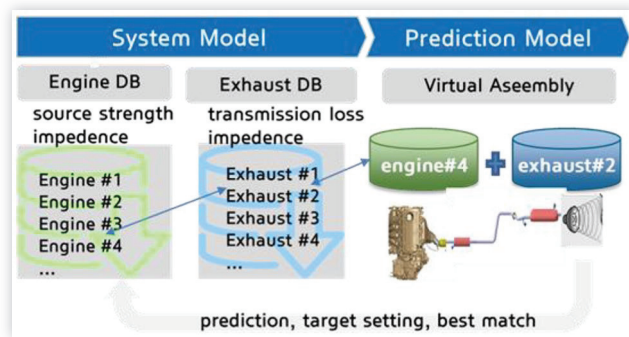 System Model
Prediction Model
Engine DB
Exhaust DB
Virtual Aseembly
source strength
impedence
transmission loss
impedence
Engine #1
Engine #2
Engine #3
Engine #4
...
Exhaust #1
Exhaust #2
Exhaust #3
Exhaust #4
...
engine#4
+
exhaust#2
prediction, target setting, best match